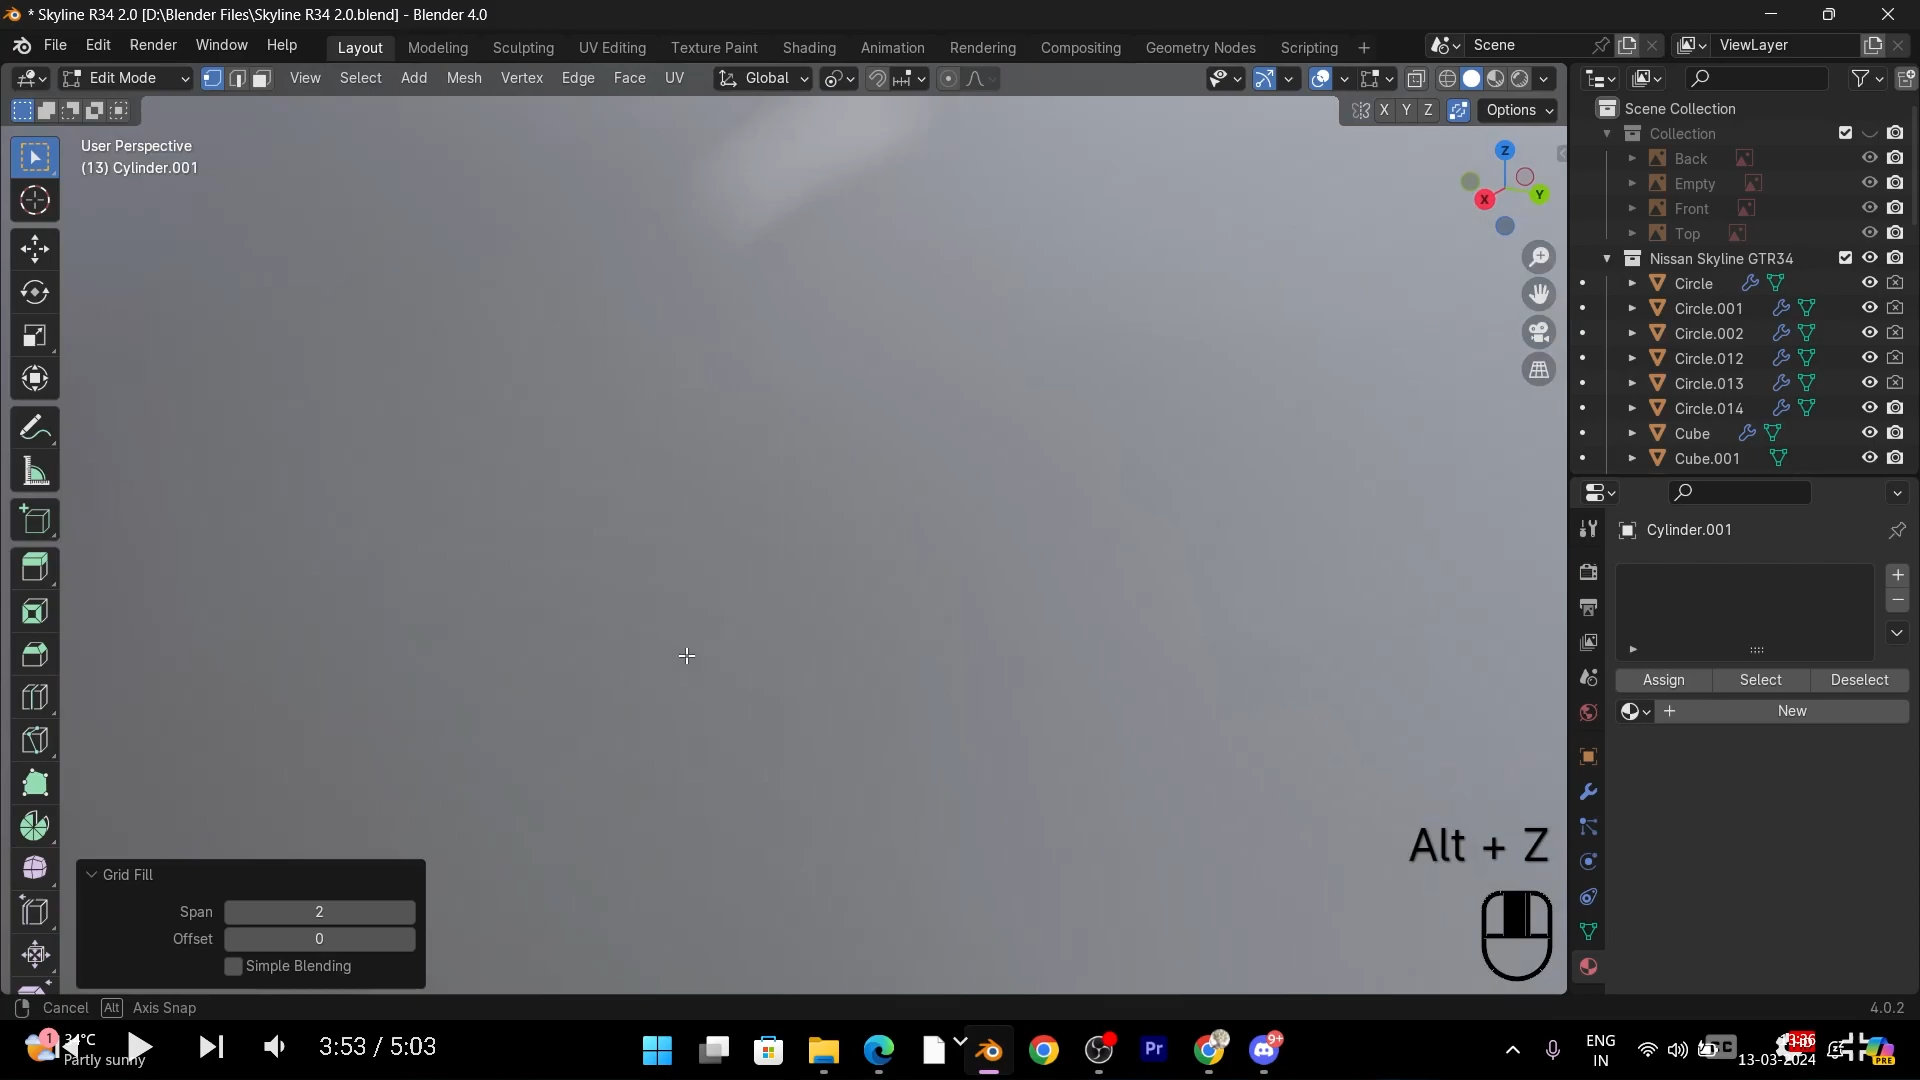 * Skyline R34 2.0 [D:\Blender Files\Skyline R34 2.0.blend] - Blender 4.0
File Edit Render Window Help Layout Modeling Sculpting UV Editing Texture Paint Shading Animation Rendering Compositing Geometry Nodes Scripting + Scene ViewLayer
Edit Mode View Select Add Mesh Vertex Edge Face UV Global
X Y Z Options
User Perspective
(13) Cylinder.001
Z
Y
X
Scene Collection
Collection
Back
Empty
Front
Top
Nissan Skyline GTR34
Circle
Circle.001
Circle.002
Circle.012
Circle.013
Circle.014
Cube
Cube.001
Cylinder.001
Assign Select Deselect
+ New
Alt + Z
Grid Fill
Span 2
Offset 0
Simple Blending
Cancel Alt Axis Snap 4.0.2
1
Partly sunny
3:53 / 5:03
Pr
9+
ENG
IN
13-03-2024
PRE